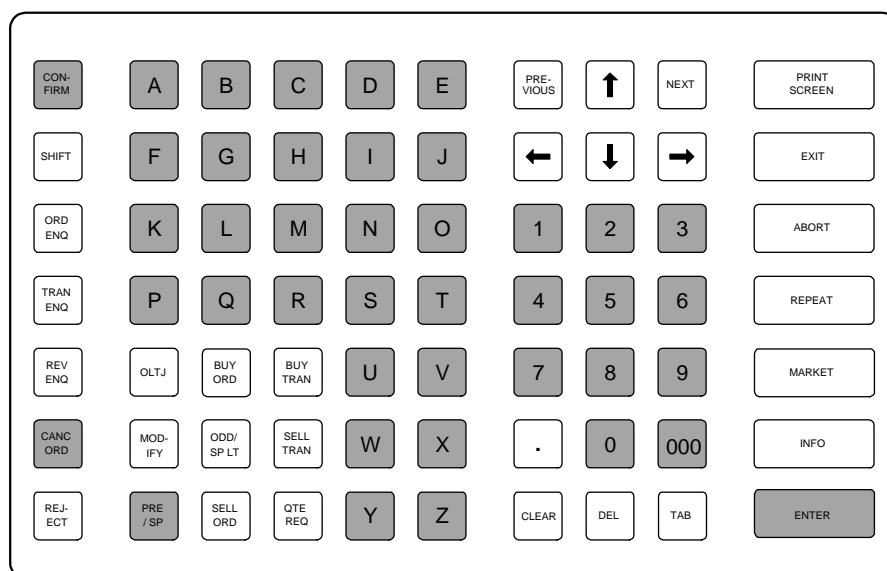 CON-
FIRM
A
B
C
D
E
PRE-
VIOUS
NEXT
PRINT
SCREEN
SHIFT
F
G
H
I
J
EXIT
ORD
ENQ
K
L
M
N
O
1
2
3
ABORT
TRAN
ENQ
P
Q
R
S
T
4
5
6
REPEAT
REV
ENQ
OLTJ
BUY
ORD
BUY
TRAN
U
V
7
8
9
MARKET
CANC
ORD
MOD-
IFY
ODD/
SP LT
SELL
TRAN
W
X
.
0
000
INFO
REJ-
ECT
PRE
/ SP
SELL
ORD
QTE
REQ
Y
Z
CLEAR
DEL
TAB
ENTER